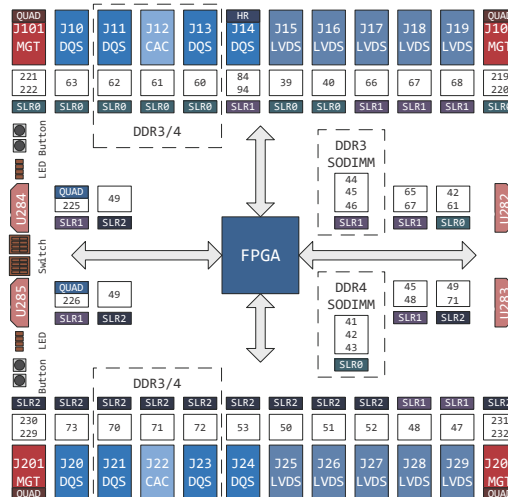 QUAD HR QUAD
J101 J10 J11 J12 J13 J14 J15 J16 J17 J18 J19 J10
MGT DQS DQS CAC DQS DQS LVDS LVDS LVDS LVDS LVDS MGT
221 63 62 61 60 84 39 40 66 67 68 219
222 94 220
SLR0 SLR0 SLR0 SLR0 SLR0 SLR1 SLR0 SLR0 SLR1 SLR1 SLR1 SLR0
DDR3/4
Button
LED
DDR3
SODIMM
44
45
46
SLR1
U284
QUAD
225
SLR1
49
SLR2
65
67
SLR1
42
61
SLR0
U282
Switch
FPGA
U285
QUAD
226
SLR1
49
SLR2
DDR4
SODIMM
41
42
43
SLR0
45
48
SLR1
49
71
SLR2
U283
LED
Button
DDR3/4
SLR2 SLR2 SLR2 SLR2 SLR2 SLR2 SLR2 SLR2 SLR2 SLR1 SLR1 SLR2
230 73 70 71 72 53 50 51 52 48 47 231
229 232
J201 J20 J21 J22 J23 J24 J25 J26 J27 J28 J29 J20
MGT DQS DQS CAC DQS DQS LVDS LVDS LVDS LVDS LVDS MGT
QUAD QUAD